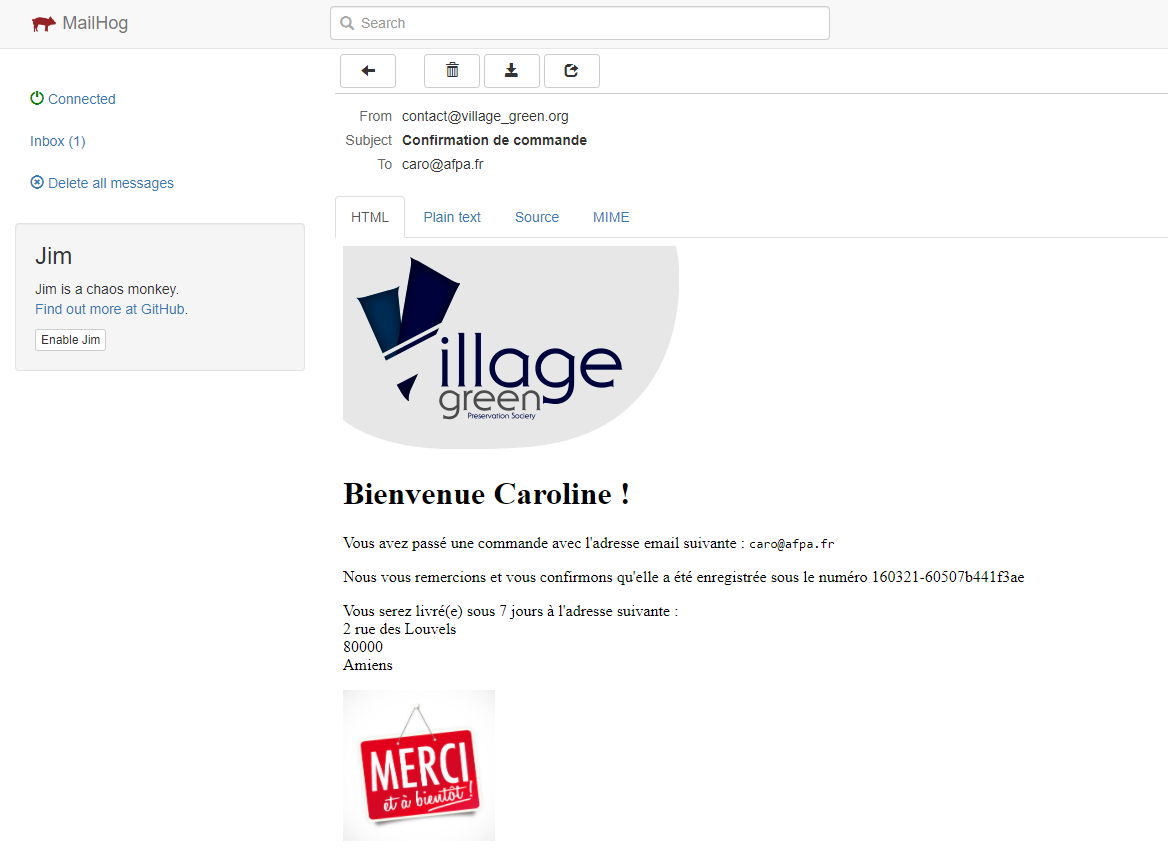 MailHog
Search
Connected
Inbox (1)
Delete all messages
Jim
Jim is a chaos monkey.
Find out more at GitHub.
Enable Jim
From contact@village_green.org
Subject Confirmation de commande
To caro@afpa.fr
HTML Plain text Source MIME
illage
green
Preservation Society
Bienvenue Caroline !
Vous avez passé une commande avec l'adresse email suivante : caro@afpa.fr
Nous vous remercions et vous confirmons qu'elle a été enregistrée sous le numéro 160321-60507b441f3ae
Vous serez livré(e) sous 7 jours à l'adresse suivante :
2 rue des Louvels
80000
Amiens
MERCI
et à bientôt !